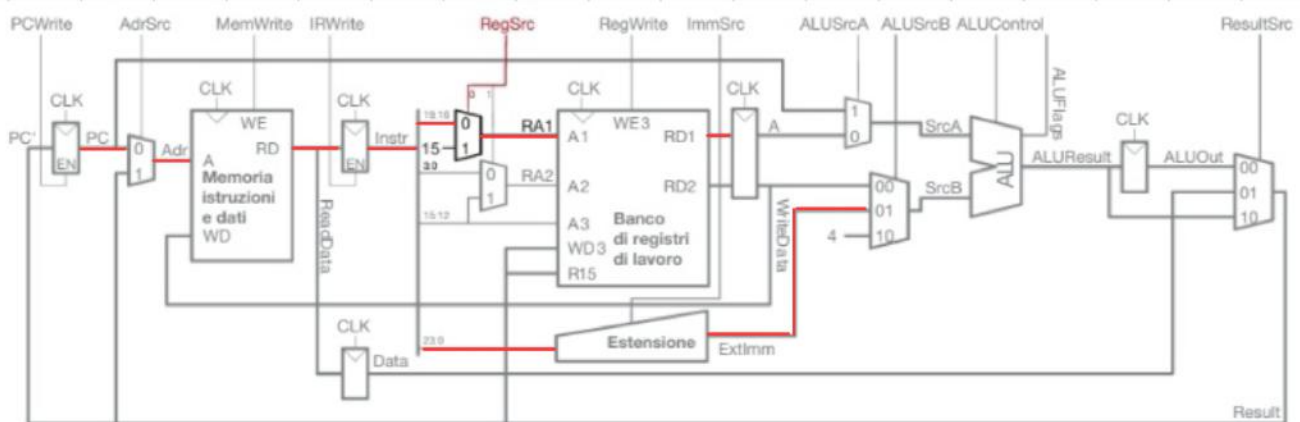 PCWrite AdrSrc MemWrite IRWrite RegSrc RegWrite ImmSrc ALUSrcA ALUSrcB ALUControl ResultSrc
ALUFlags
CLK CLK CLK 0 1 CLK CLK CLK
PC' PC 0 Adr WE RD Instr 19:16 0 RA1 A1 WE3 RD1 A 1 SrcA ALUResult ALUOut 00
EN 1 A EN 15 1 0 ALU 01
Memoria istruzioni e dati
3:0 0 RA2 A2 RD2 00 SrcB 10
1 01
15:12 A3 Banco di registri di lavoro
WD ReadData WD3 WriteData 4 10
R15
CLK 23:0 Estensione ExtImm
Data
Result